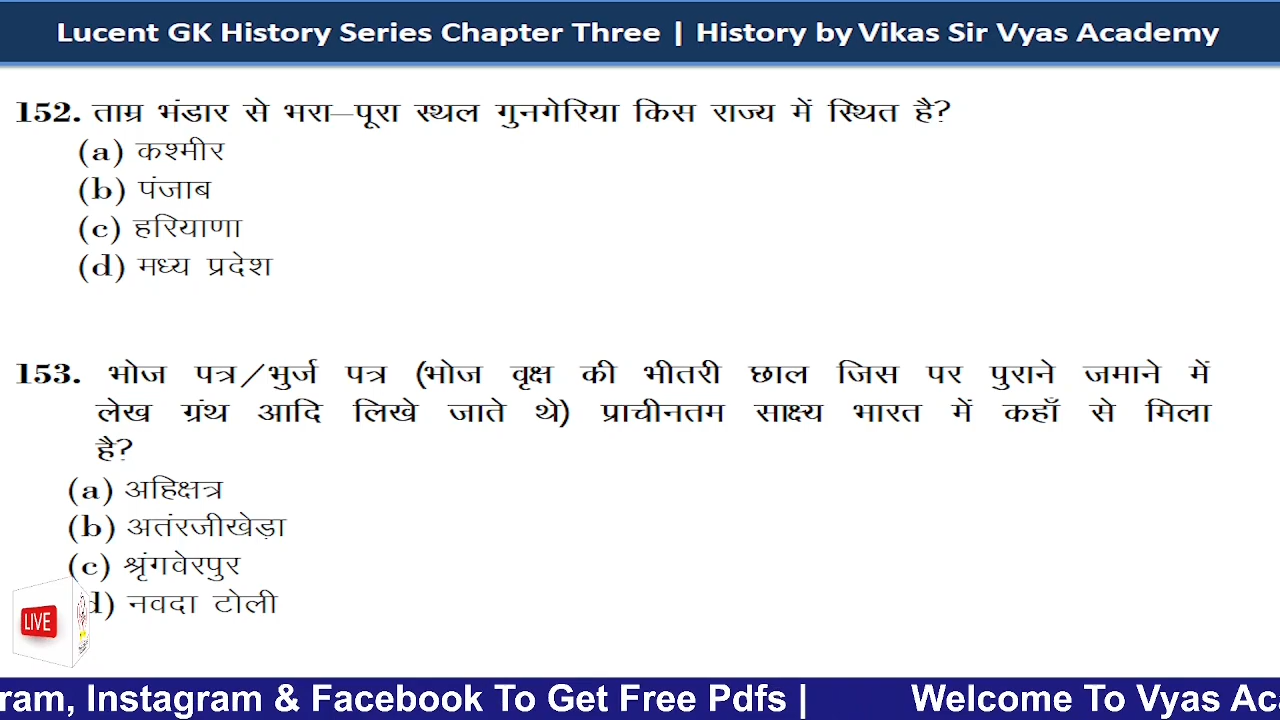 Lucent GK History Series Chapter Three | History by Vikas Sir Vyas Academy
152. ताम्र भंडार से भरा–पूरा स्थल गुनगेरिया किस राज्य में स्थित है?
(a) कश्मीर
(b) पंजाब
(c) हरियाणा
(d) मध्य प्रदेश
153. भोज पत्र/भुर्ज पत्र (भोज वृक्ष की भीतरी छाल जिस पर पुराने जमाने में
लेख ग्रंथ आदि लिखे जाते थे) प्राचीनतम साक्ष्य भारत में कहाँ से मिला
है?
(a) अहिक्षत्र
(b) अतंरजीखेड़ा
(c) श्रृंगवेरपुर
d) नवदा टोली
LIVE
ram, Instagram & Facebook To Get Free Pdfs | Welcome To Vyas Aca